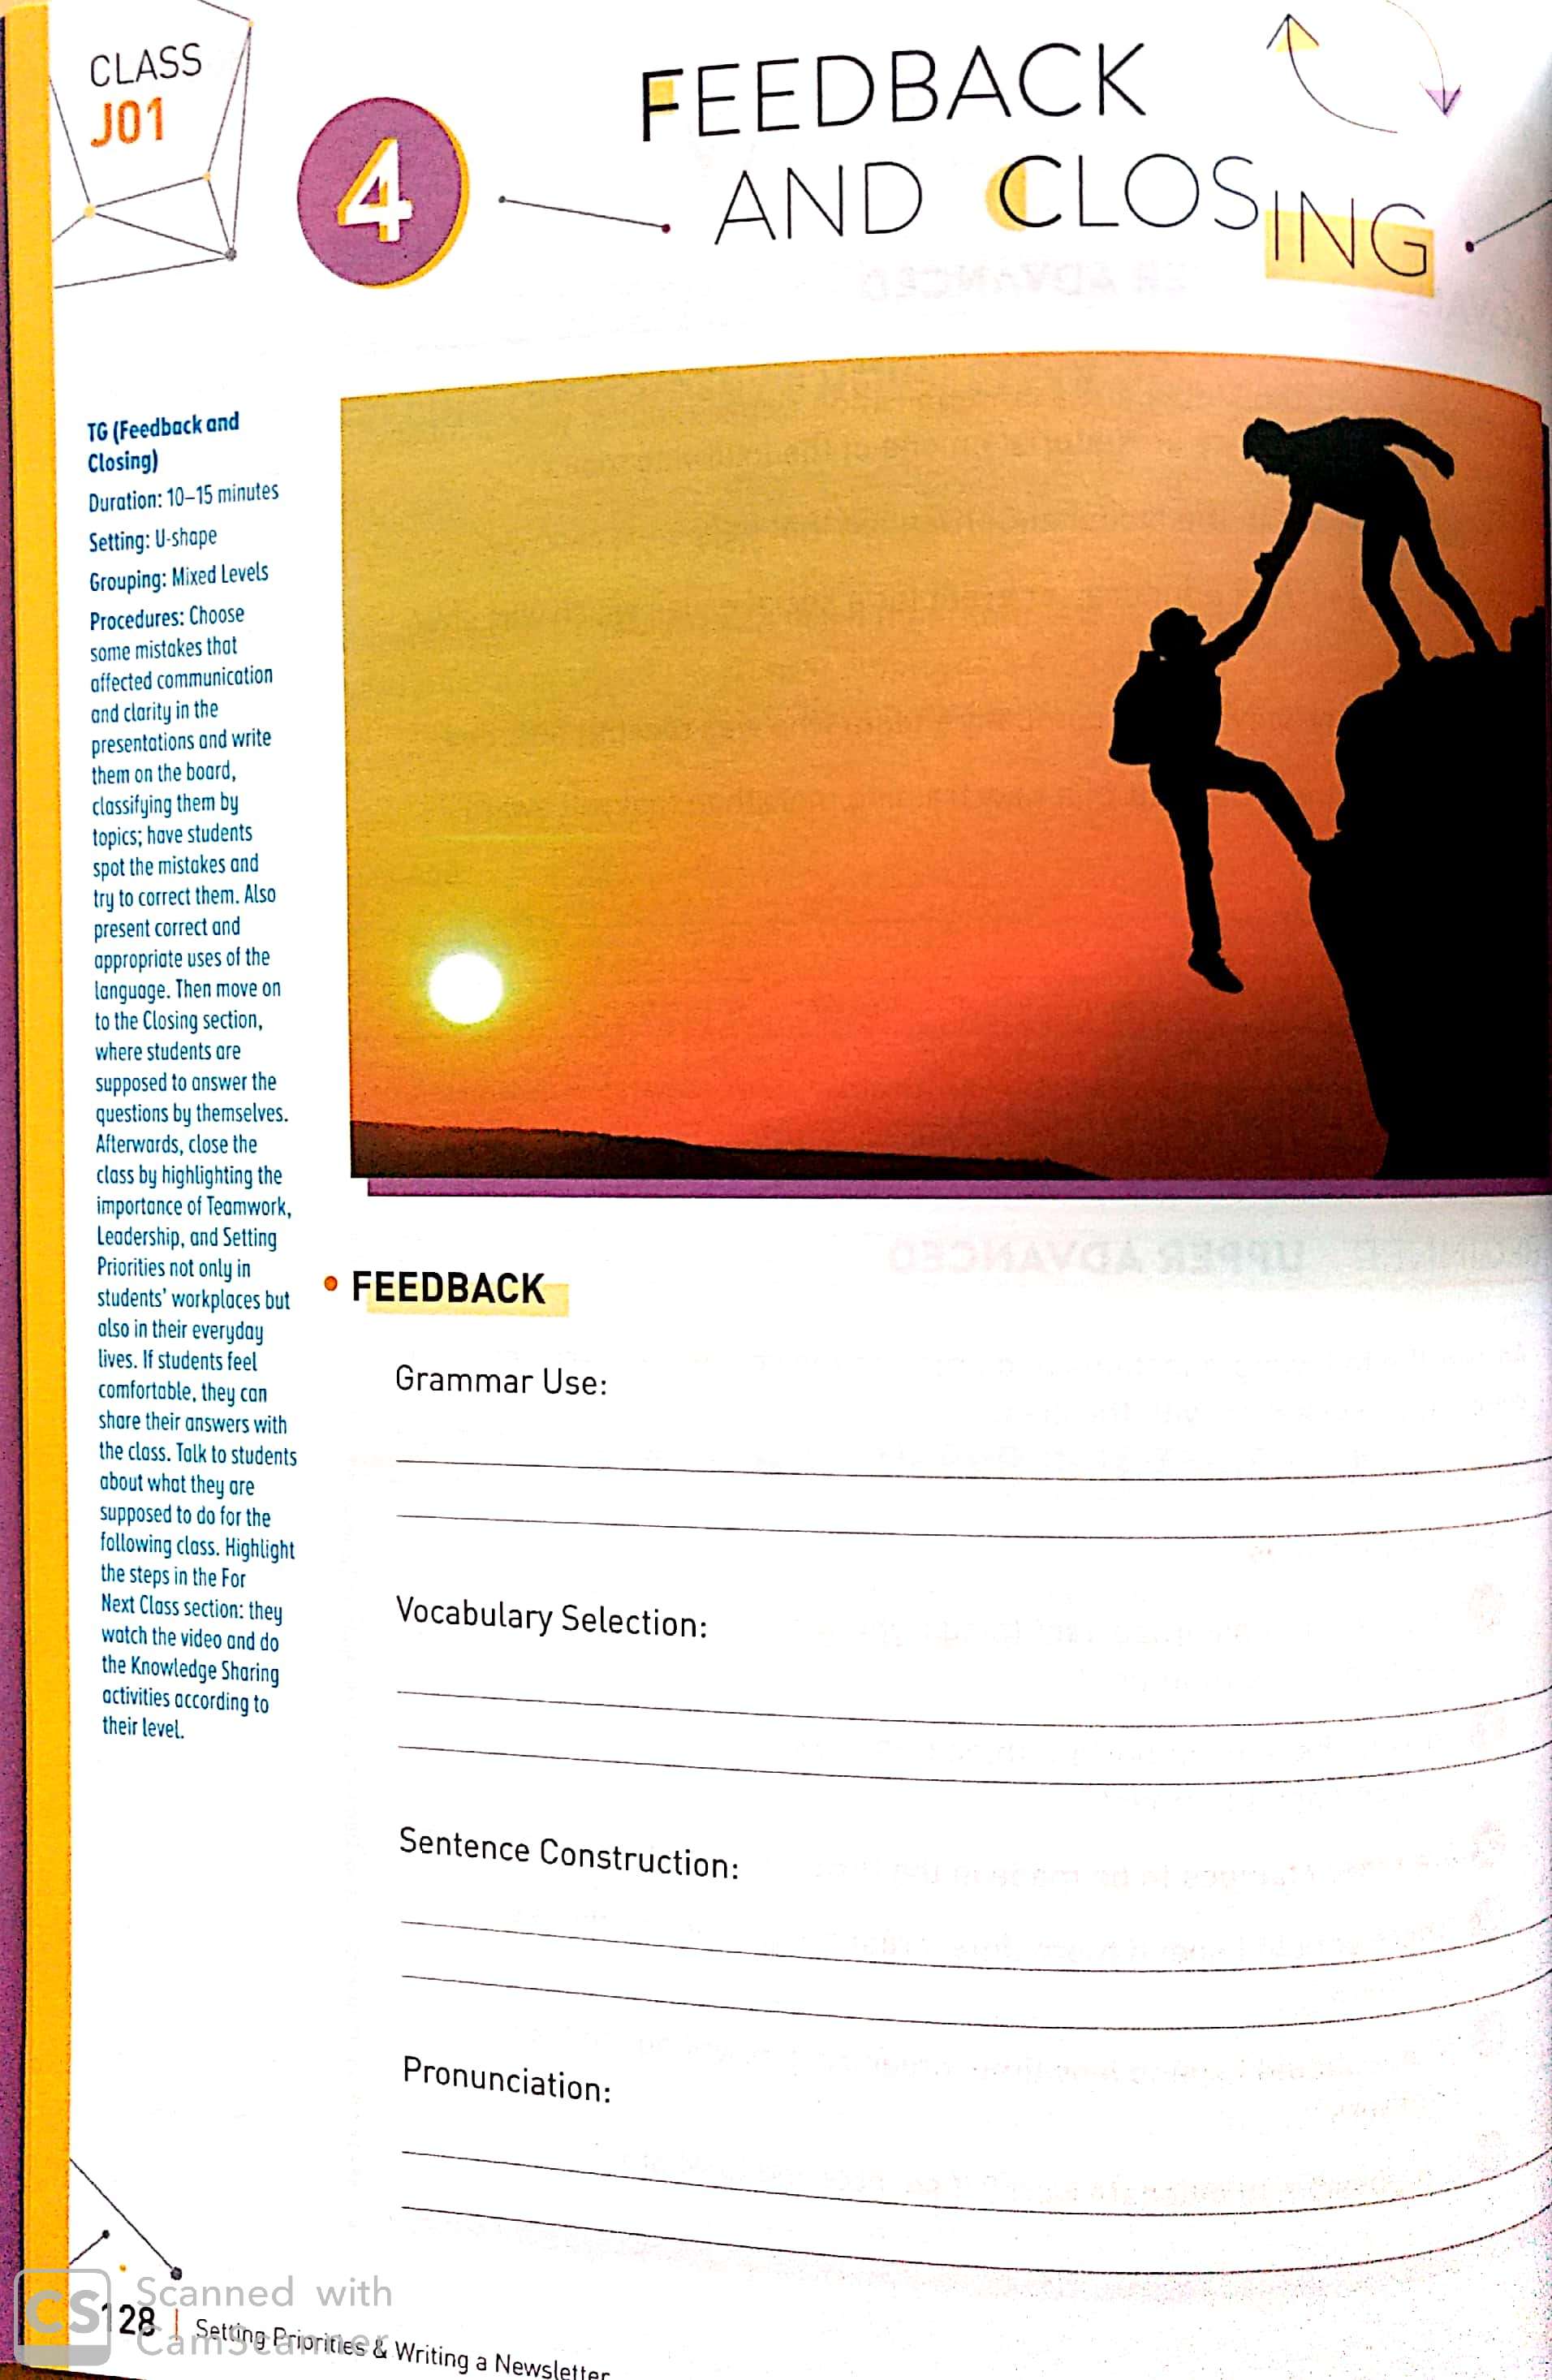 CLASS
J01
4
FEEDBACK
AND CLOSING
TG (Feedback and
Closing)
Duration: 10–15 minutes
Setting: U-shape
Grouping: Mixed Levels
Procedures: Choose
some mistakes that
affected communication
and clarity in the
presentations and write
them on the board,
classifying them by
topics; have students
spot the mistakes and
try to correct them. Also
present correct and
appropriate uses of the
language. Then move on
to the Closing section,
where students are
supposed to answer the
questions by themselves.
Afterwards, close the
class by highlighting the
importance of Teamwork,
Leadership, and Setting
Priorities not only in
students' workplaces but
also in their everyday
lives. If students feel
comfortable, they can
share their answers with
the class. Talk to students
about what they are
supposed to do for the
following class. Highlight
the steps in the For
Next Class section: they
watch the video and do
the Knowledge Sharing
activities according to
their level.
• FEEDBACK
Grammar Use:
Vocabulary Selection:
Sentence Construction:
Pronunciation:
128 | Setting Priorities & Writing a Newsletter
CS
Scanned with
CamScanner